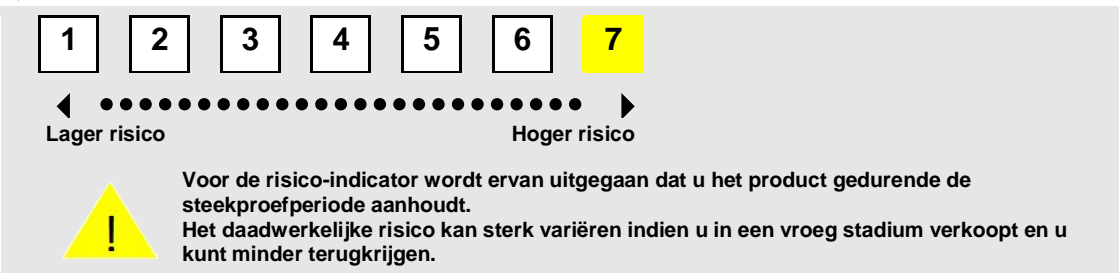 1 2 3 4 5 6 7
Lager risico Hoger risico
Voor de risico-indicator wordt ervan uitgegaan dat u het product gedurende de
steekproefperiode aanhoudt.
Het daadwerkelijke risico kan sterk variëren indien u in een vroeg stadium verkoopt en u
kunt minder terugkrijgen.
!